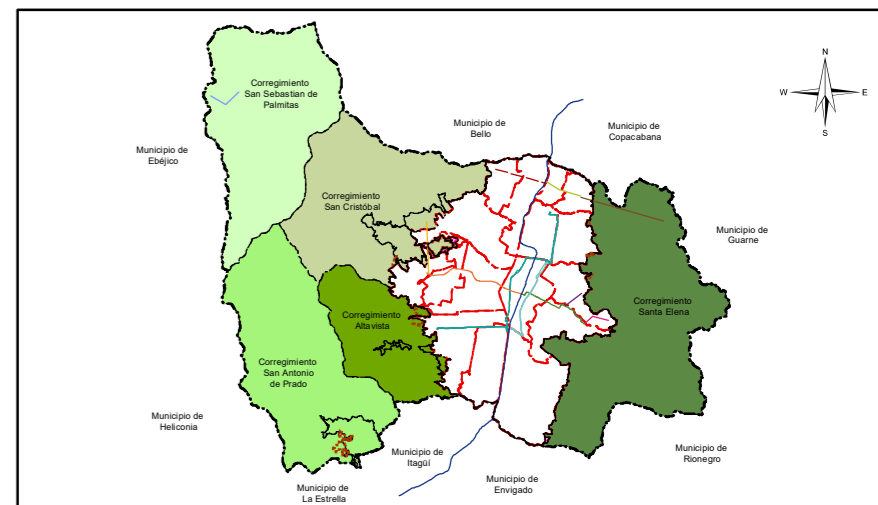 N
W
E
S
Corregimiento
San Sebastian de
Palmitas
Municipio de
Bello
Municipio de
Copacabana
Municipio de
Ebéjico
Corregimiento
San Cristóbal
Municipio de
Guarne
Corregimiento
Altavista
Corregimiento
Santa Elena
Corregimiento
San Antonio
de Prado
Municipio de
Heliconia
Municipio de
Itagüí
Municipio de
Rionegro
Municipio de
La Estrella
Municipio de
Envigado